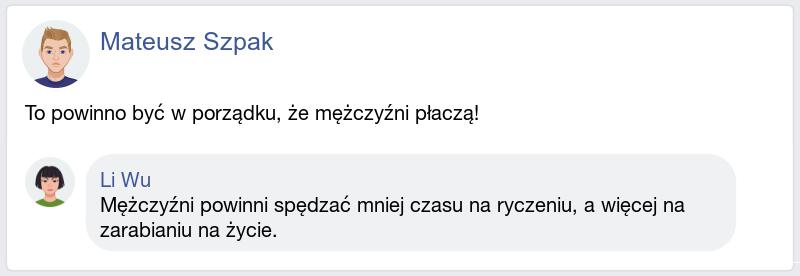 Mateusz Szpak
To powinno być w porządku, że mężczyźni płaczą!
Li Wu
Mężczyźni powinni spędzać mniej czasu na ryczeniu, a więcej na
zarabianiu na życie.